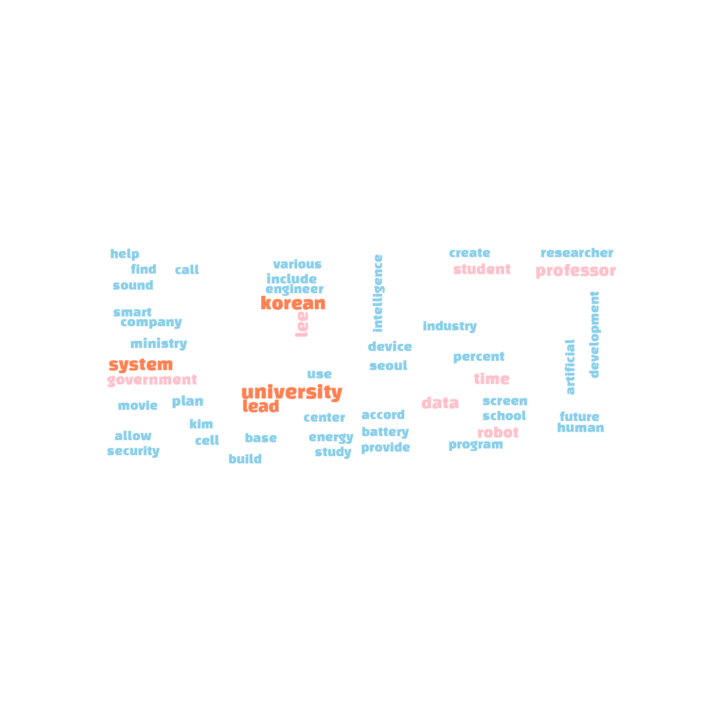 help
find
call
sound
smart
company
ministry
system
government
movie
plan
kim
allow
cell
security
various
include
engineer
korean
lee
use
university
lead
center
base
energy
study
build
intelligence
device
seoul
accord
battery
provide
create
student
industry
percent
time
data
screen
school
robot
program
researcher
professor
development
artificial
future
human